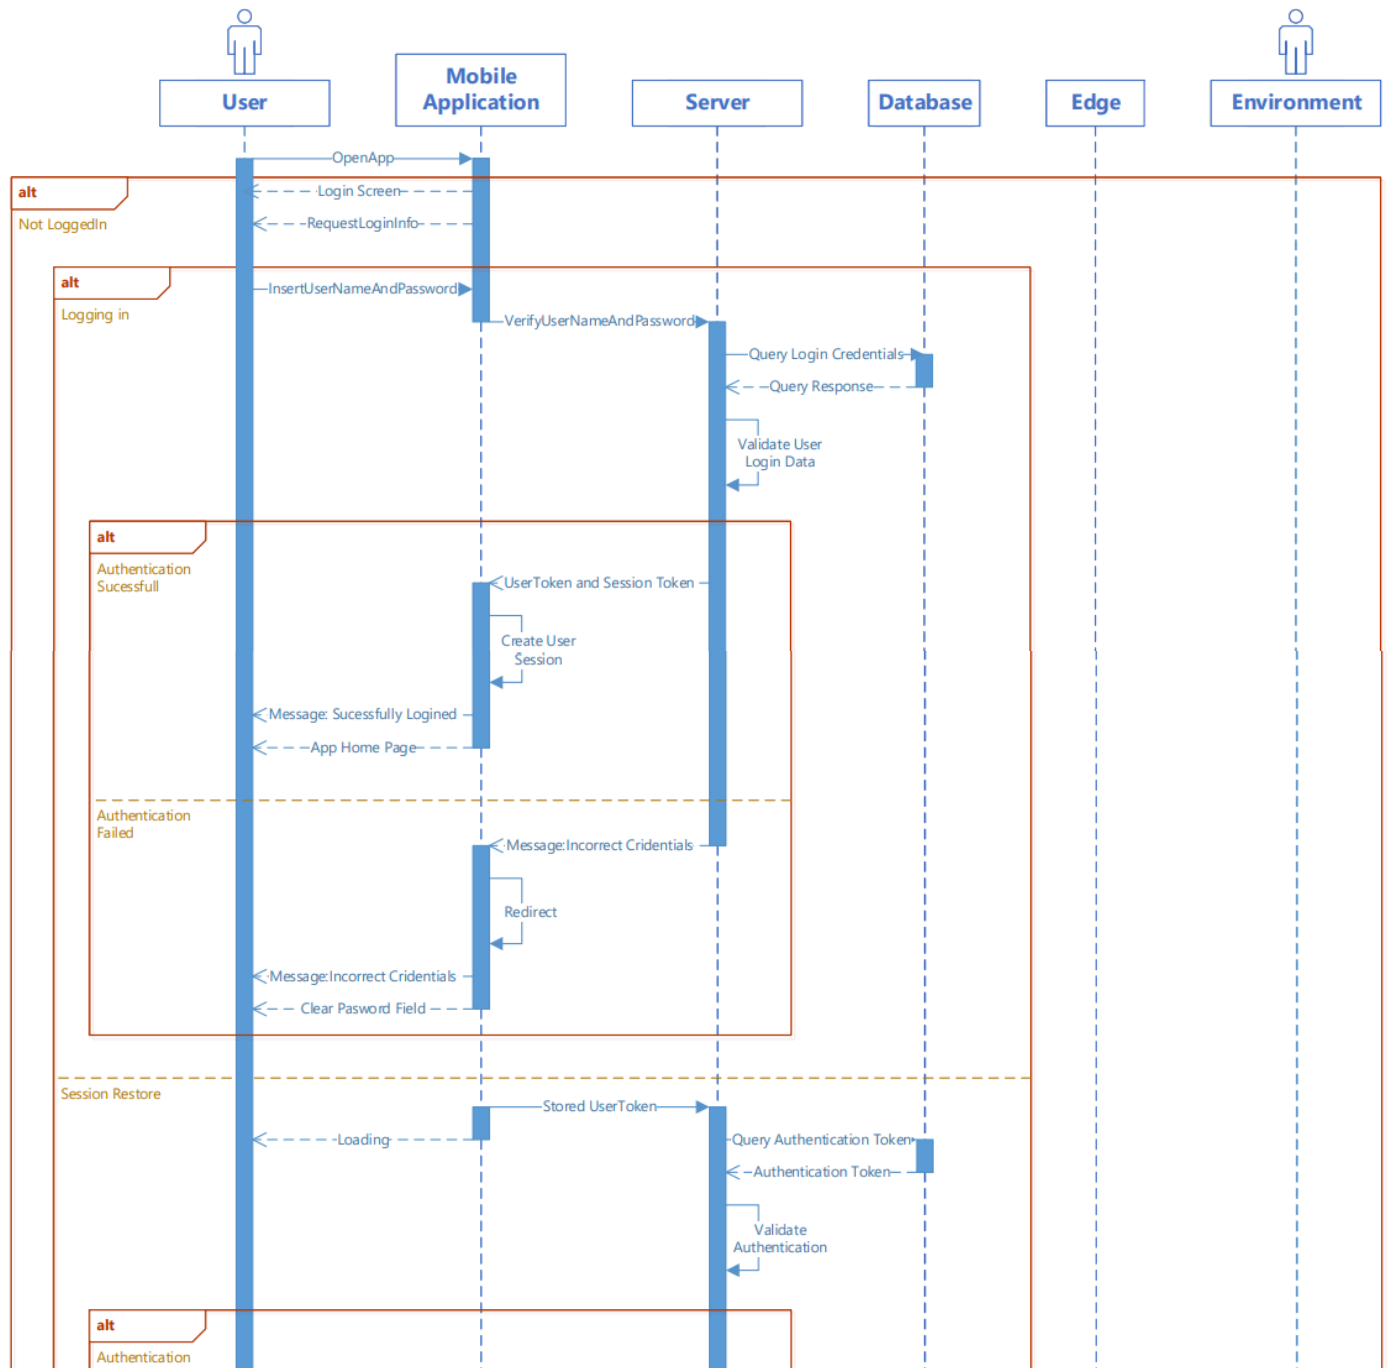 Mobile
Application
User
Server
Database
Edge
Environment
OpenApp
alt
Login Screen
Not LoggedIn
RequestLoginInfo
alt
InsertUserNameAndPassword
Logging in
VerifyUserNameAndPassword
Query Login Credentials
Query Response
Validate User
Login Data
alt
Authentication
Sucessfull
UserToken and Session Token
Create User
Session
Message: Sucessfully Logined
App Home Page
Authentication
Failed
Message:Incorrect Cridentials
Redirect
Message:Incorrect Cridentials
Clear Pasword Field
Session Restore
Stored UserToken
Loading
Query Authentication Token
Authentication Token
Validate
Authentication
alt
Authentication